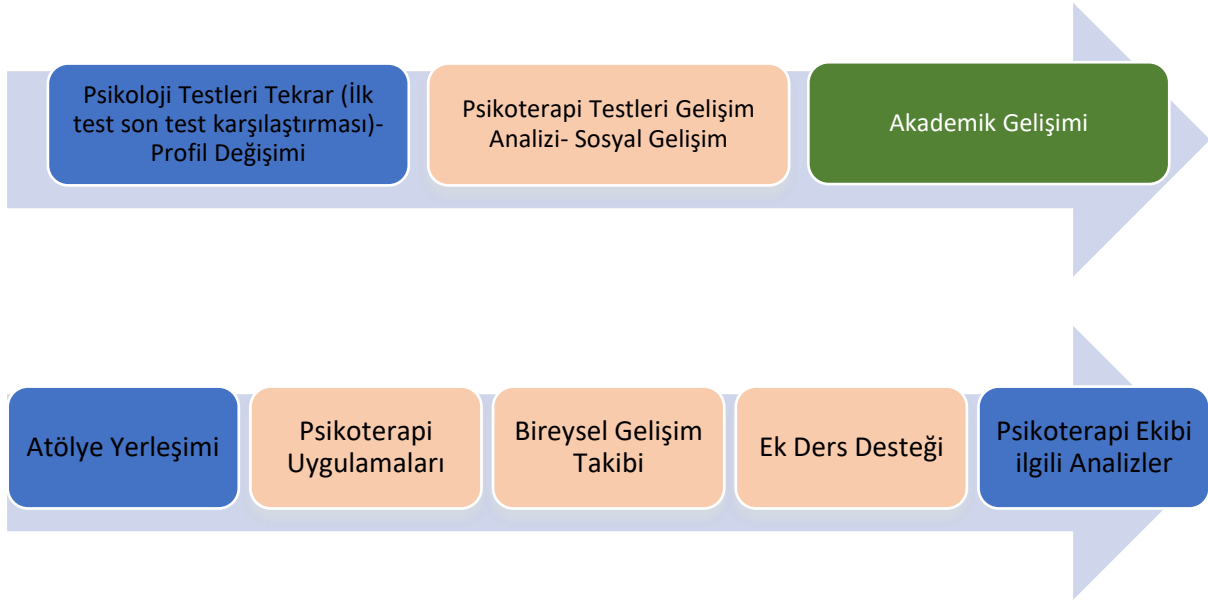 Psikoloji Testleri Tekrar (İlk
test son test karşılaştırması)-
Profil Değişimi
Psikoterapi Testleri Gelişim
Analizi- Sosyal Gelişim
Akademik Gelişimi
Atölye Yerleşimi
Psikoterapi
Uygulamaları
Bireysel Gelişim
Takibi
Ek Ders Desteği
Psikoterapi Ekibi
ilgili Analizler